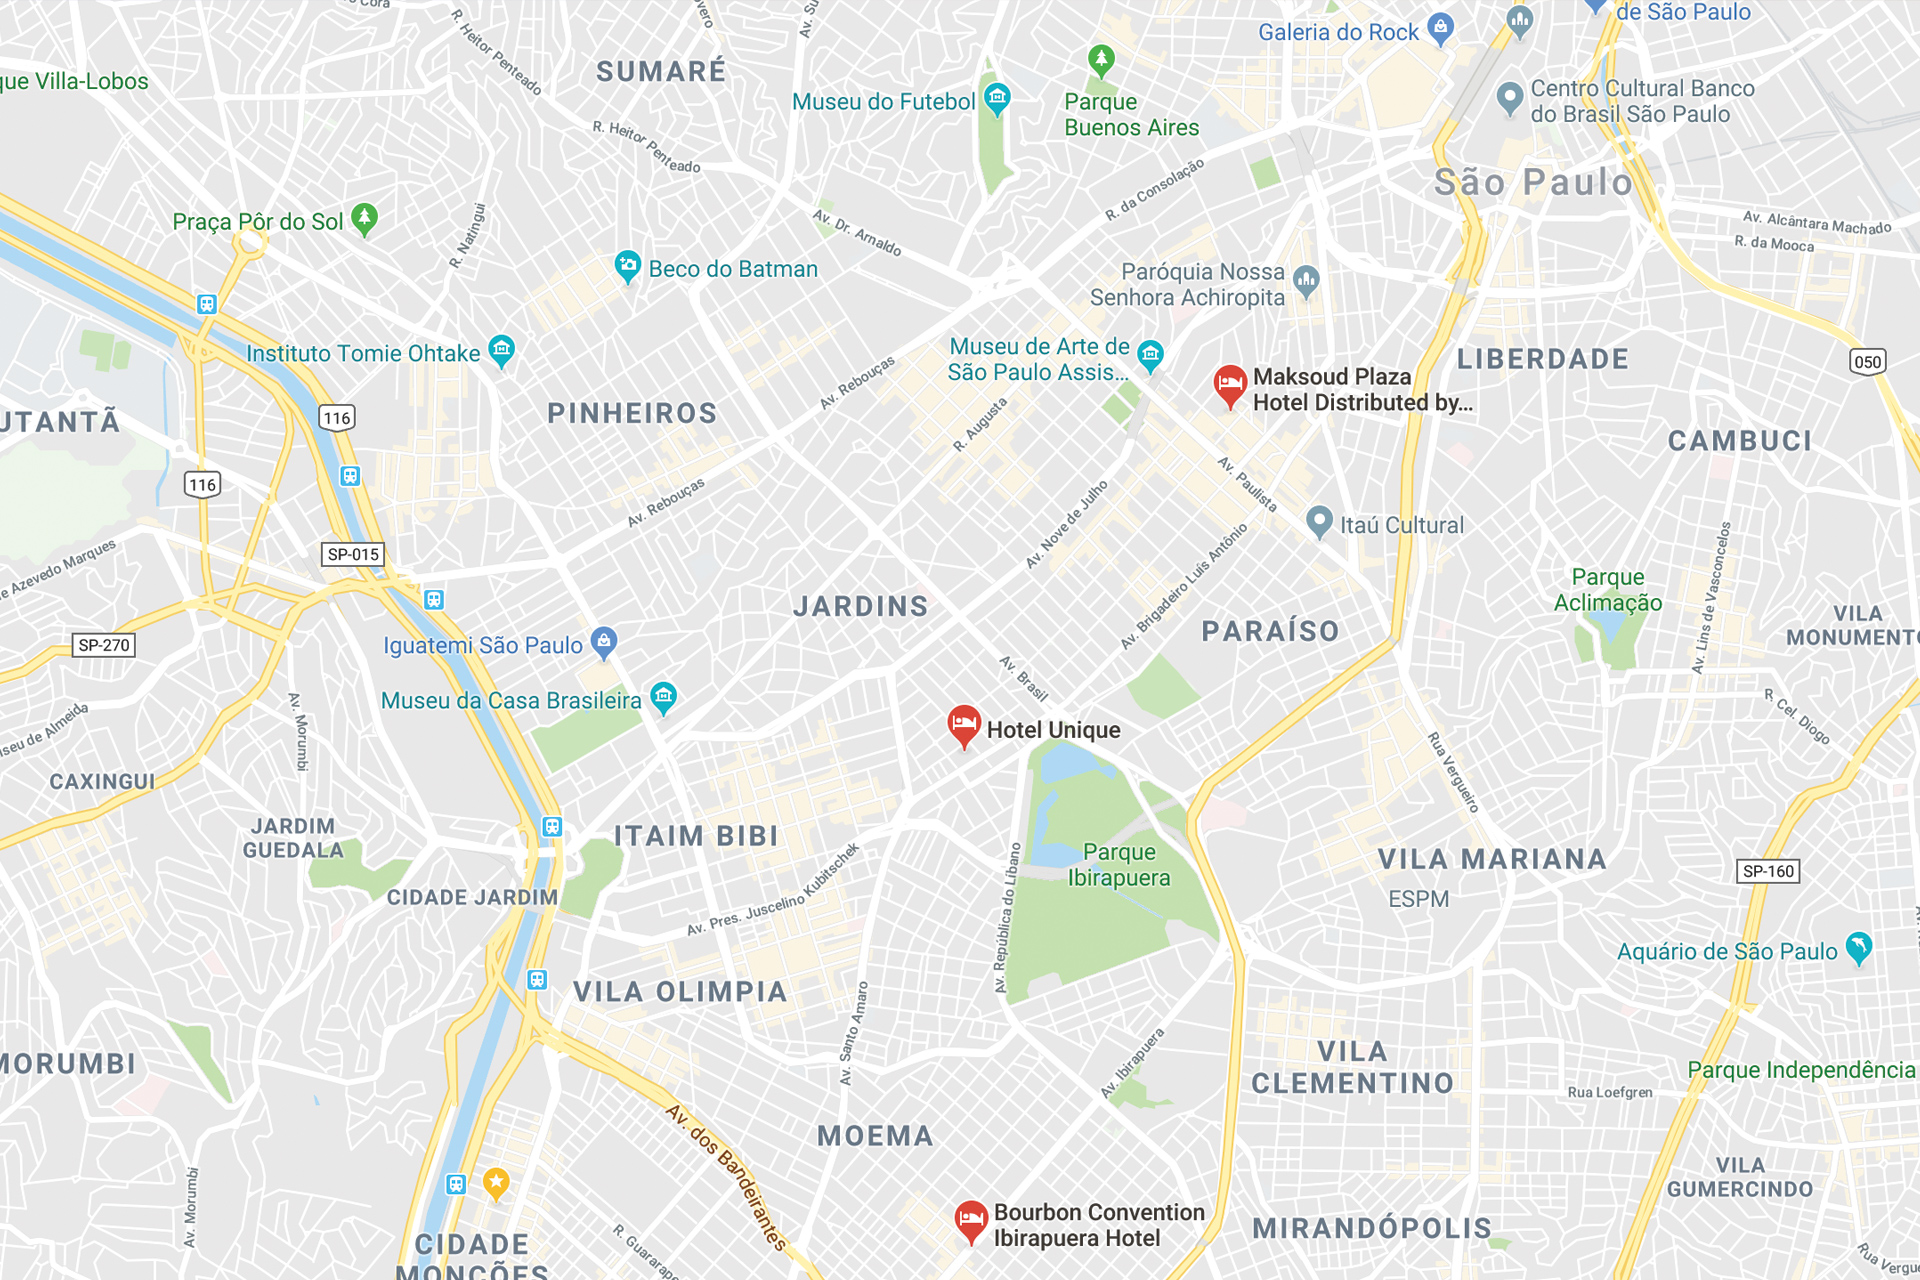 R. Heitor Penteado
SUMARÉ
Galeria do Rock
de São Paulo
que Villa-Lobos
Museu do Futebol
Parque
Buenos Aires
Centro Cultural Banco
do Brasil São Paulo
R. Heitor Penteado
R. da Consolação
São Paulo
Praça Pôr do Sol
R. Natingui
Av. Dr. Arnaldo
Av. Alcântara Machado
R. da Mooca
Beco do Batman
Paróquia Nossa
Senhora Achiropita
Instituto Tomie Ohtake
Museu de Arte de
São Paulo Assis...
Av. Rebouças
LIBERDADE
050
Maksoud Plaza
Hotel Distributed by...
UTANTÃ
116
PINHEIROS
R. Augusta
CAMBUCI
116
Av. Rebouças
Av. Paulista
Av. Nove de Julho
Itaú Cultural
SP-015
Av. Brigadeiro Luís Antônio
Av. Lins de Vasconcelos
e Azevedo Marques
Parque
Aclimação
JARDINS
PARAÍSO
VILA
MONUMENTO
SP-270
Iguatemi São Paulo
Av. Brasil
Museu da Casa Brasileira
Av. Morumbi
iseu de Almeida
R. Cel. Diogo
Hotel Unique
Rua Vergueiro
CAXINGUI
JARDIM
GUEDALA
ITAIM BIBI
Parque
Ibirapuera
VILA MARIANA
SP-160
CIDADE JARDIM
Av. Pres. Juscelino Kubitschek
Av. República do Líbano
ESPM
Aquário de São Paulo
VILA OLIMPIA
Av. Santo Amaro
MORUMBI
Av. Ibirapuera
VILA
CLEMENTINO
Parque Independência
Rua Loefgren
Av. dos Bandeirantes
MOEMA
VILA
GUMERCINDO
Av. Morumbi
Bourbon Convention
Ibirapuera Hotel
MIRANDÓPOLIS
CIDADE
MONÇÕES
R. Guararapes
Rua Vergu